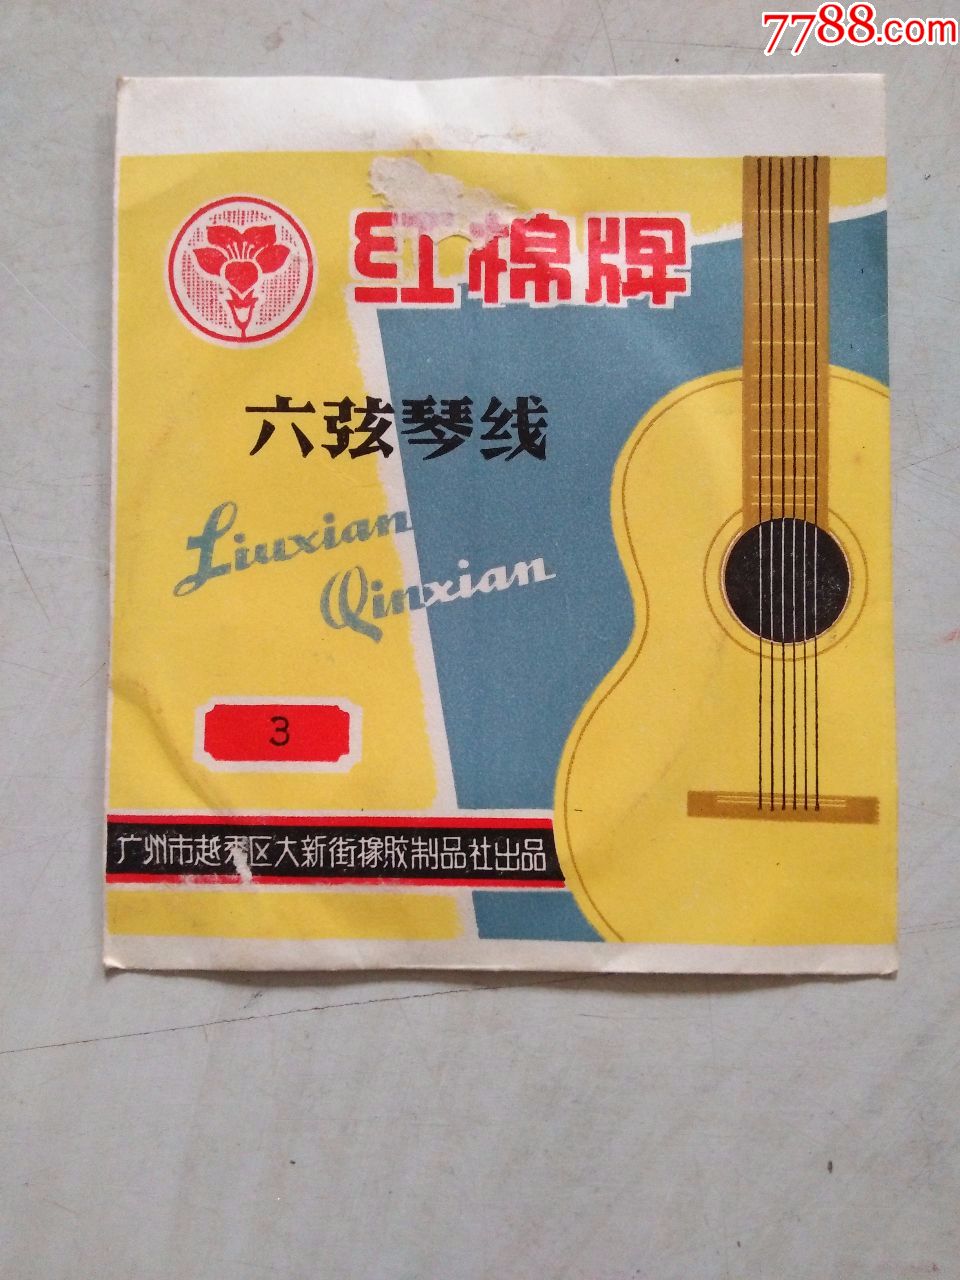 7788.com
红棉牌
六弦琴线
Liuxian
Qinxian
3
广州市越秀区大新街橡胶制品社出品